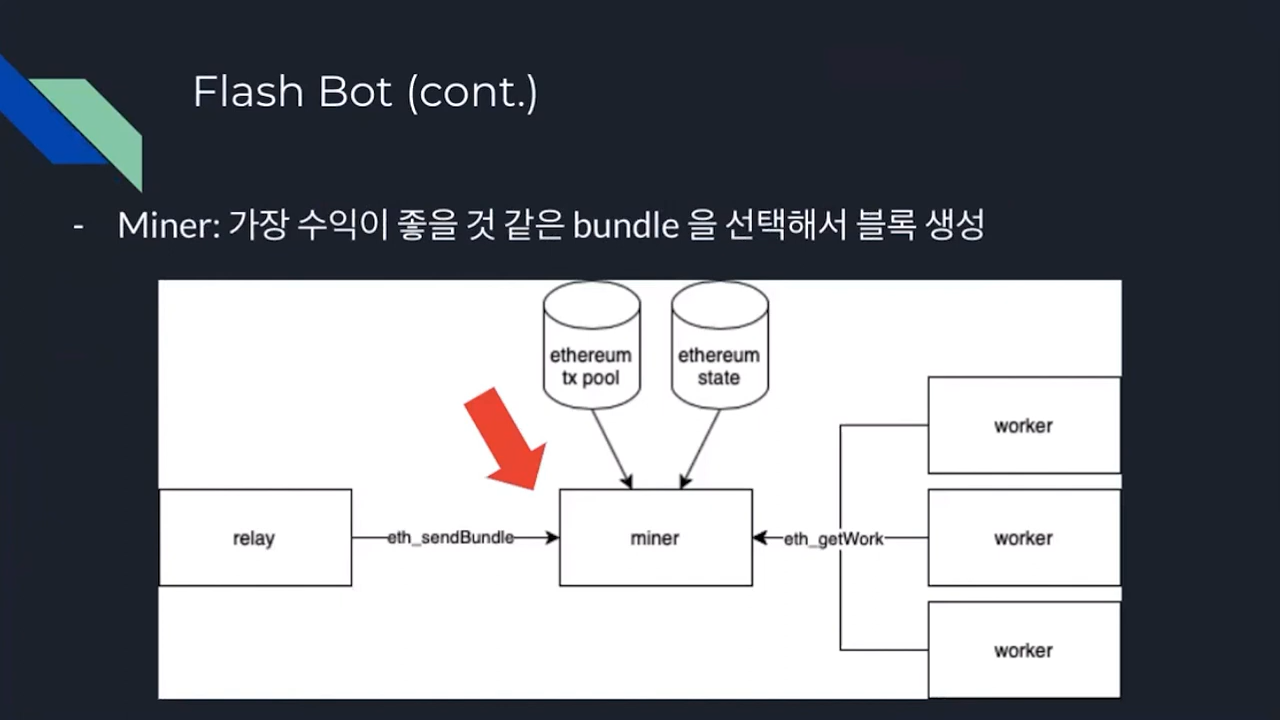 Flash Bot (cont.)
- Miner: 가장 수익이 좋을 것 같은 bundle 을 선택해서 블록 생성
ethereum
tx pool
ethereum
state
worker
relay
eth_sendBundle
miner
eth_getWork
worker
worker